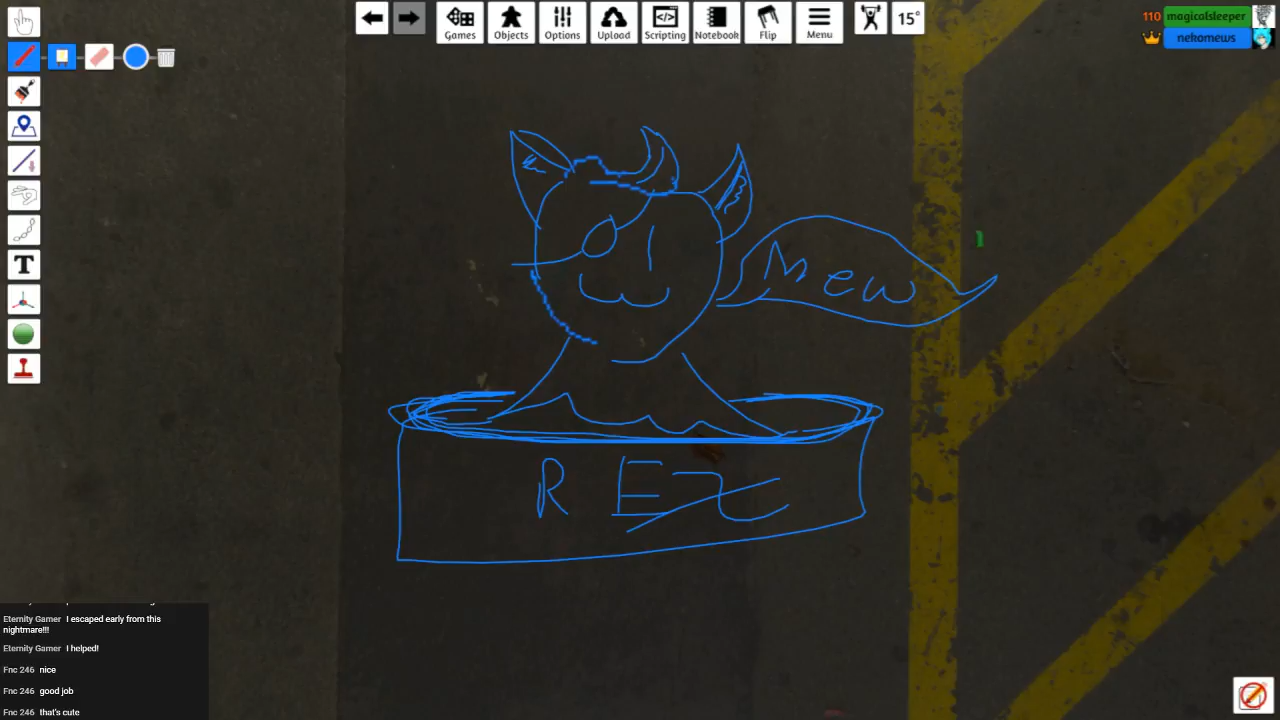 Games
Objects
Options
Upload
Scripting
Notebook
Flip
Menu
15°
110 magicalsleeper
nekomews
T
Mew
REZ
Eternity Gamer I escaped early from this
nightmare!!!
Eternity Gamer I helped!
Fnc 246 nice
Fnc 246 good job
Fnc 246 that's cute